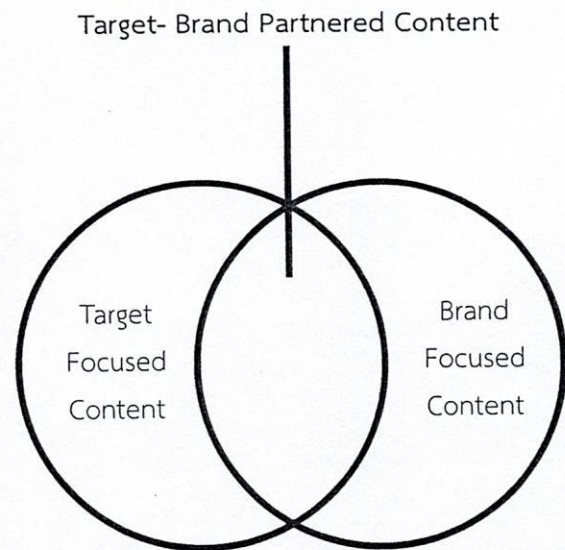 Target- Brand Partnered Content
Target
Focused
Content
Brand
Focused
Content